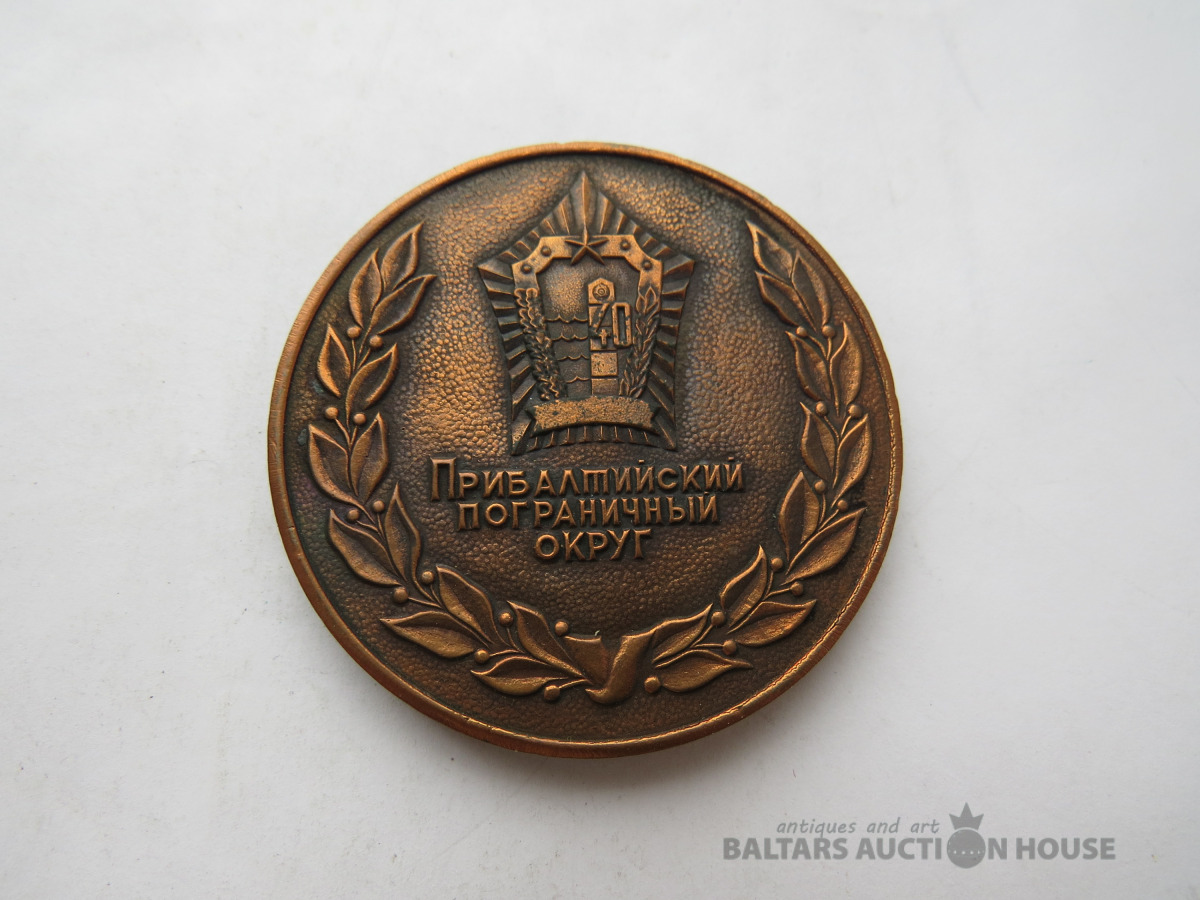 40
Прибалтийский
пограничный
округ
antiques and art
BALTARS AUCTION HOUSE